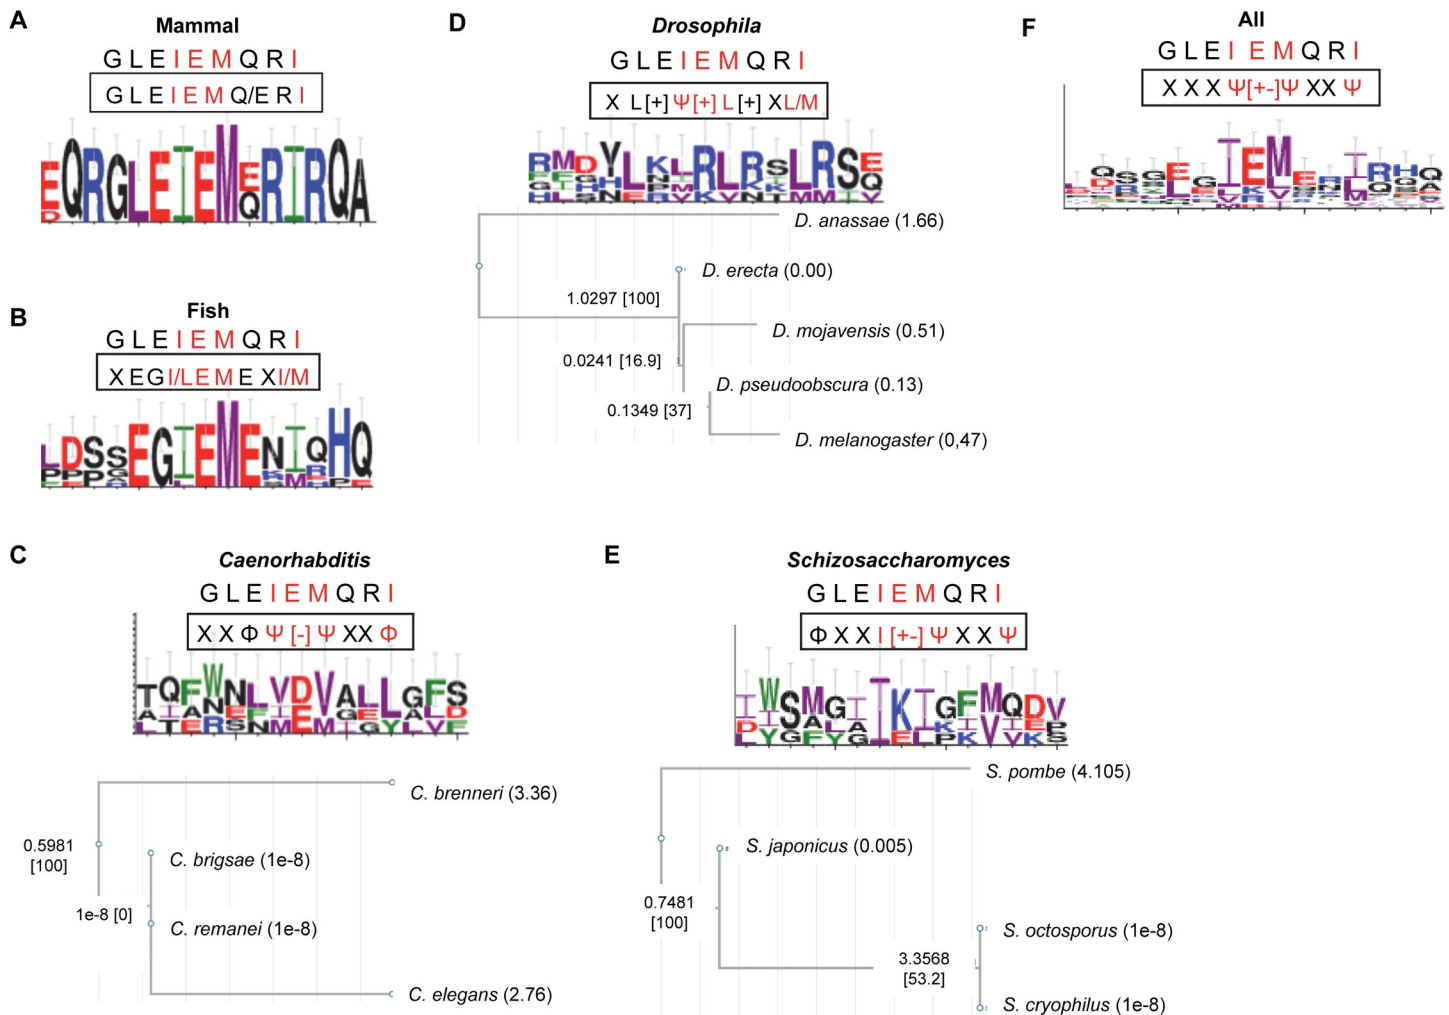 A
Mammal
G L E I E M Q R I
G L E I E M Q/E R I
B
Fish
G L E I E M Q R I
X E G I/L E M E X I/M
C
Caenorhabditis
G L E I E M Q R I
X X Φ Ψ [-] Ψ X X Φ
C. brenneri (3.36)
0.5981
[100]
C. brigsae (1e-8)
1e-8 [0]
C. remanei (1e-8)
C. elegans (2.76)
D
Drosophila
G L E I E M Q R I
X L [+] Ψ [+] L [+] X L/M
D. anassae (1.66)
D. erecta (0.00)
1.0297 [100]
D. mojavensis (0.51)
0.0241 [16.9]
D. pseudoobscura (0.13)
0.1349 [37]
D. melanogaster (0,47)
E
Schizosaccharomyces
G L E I E M Q R I
Φ X X I [+-] Ψ X X Ψ
S. pombe (4.105)
S. japonicus (0.005)
0.7481
[100]
S. octosporus (1e-8)
3.3568
[53.2]
S. cryophilus (1e-8)
F
All
G L E I E M Q R I
X X X Ψ[+-]Ψ XX Ψ